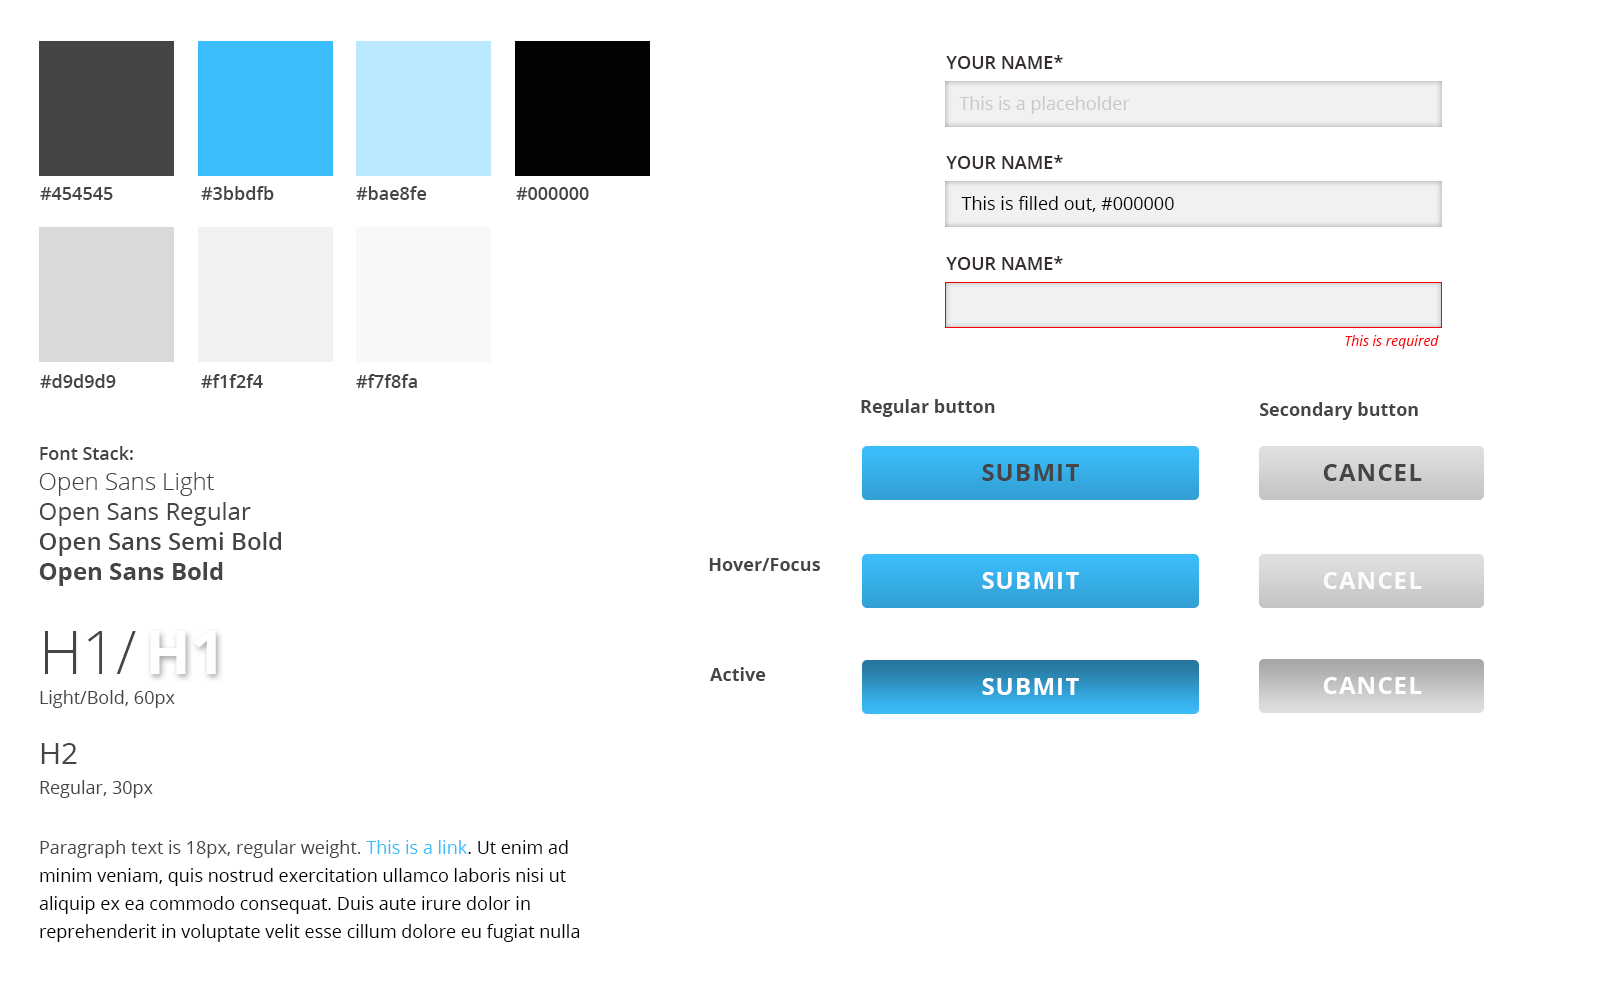 #454545
#3bbdfb
#bae8fe
#000000
#d9d9d9
#f1f2f4
#f7f8fa
Font Stack:
Open Sans Light
Open Sans Regular
Open Sans Semi Bold
Open Sans Bold
H1/ H1
Light/Bold, 60px
H2
Regular, 30px
Paragraph text is 18px, regular weight. This is a link. Ut enim ad
minim veniam, quis nostrud exercitation ullamco laboris nisi ut
aliquip ex ea commodo consequat. Duis aute irure dolor in
reprehenderit in voluptate velit esse cillum dolore eu fugiat nulla
YOUR NAME*
This is a placeholder
YOUR NAME*
This is filled out, #000000
YOUR NAME*
This is required
Regular button
Secondary button
SUBMIT
CANCEL
Hover/Focus
SUBMIT
CANCEL
Active
SUBMIT
CANCEL